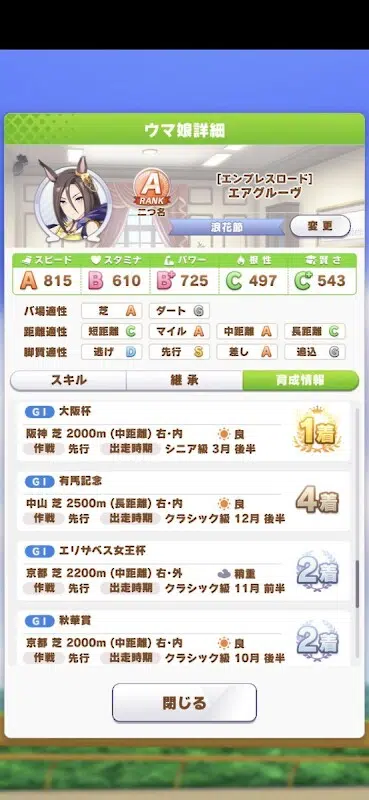 ウマ娘詳細
A
RANK
二つ名
[エンプレスロード]
エアグルーヴ
浪花節
変更
スピード スタミナ パワー 根性 賢さ
A 815 B 610 B+ 725 C 497 C+ 543
バ場適性 芝 A ダート G
距離適性 短距離 C マイル A 中距離 A 長距離 C
脚質適性 逃げ D 先行 S 差し A 追込 G
スキル 継承 育成情報
GI 大阪杯
阪神 芝 2000m (中距離) 右・内 良
作戦 先行 出走時期 シニア級 3月 後半
1着
GI 有馬記念
中山 芝 2500m (長距離) 右・内 良
作戦 先行 出走時期 クラシック級 12月 後半
4着
GI エリザベス女王杯
京都 芝 2200m (中距離) 右・外 稍重
作戦 先行 出走時期 クラシック級 11月 前半
2着
GI 秋華賞
京都 芝 2000m (中距離) 右・内 良
作戦 先行 出走時期 クラシック級 10月 後半
2着
閉じる